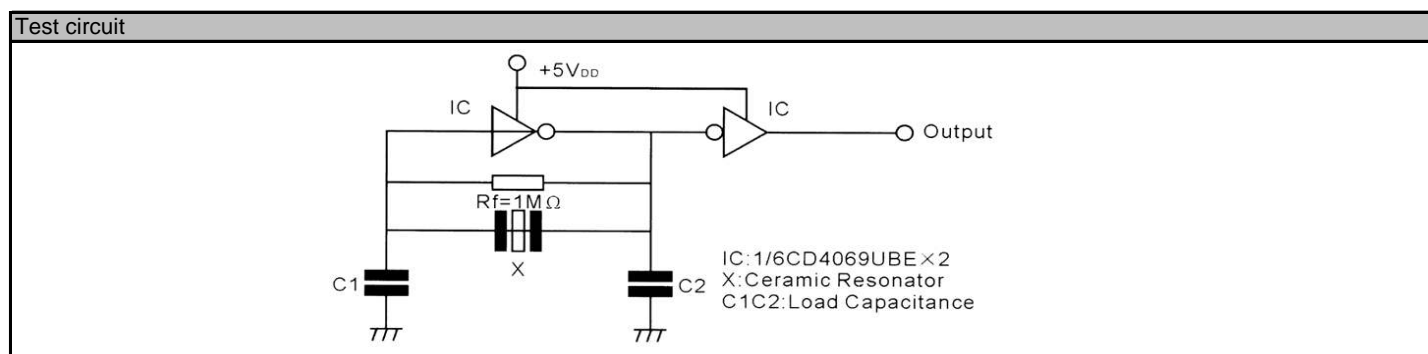 Test circuit
+5VDD
IC
IC
Output
Rf=1MΩ
X
C1
C2
IC:1/6CD4069UBE×2
X:Ceramic Resonator
C1C2:Load Capacitance